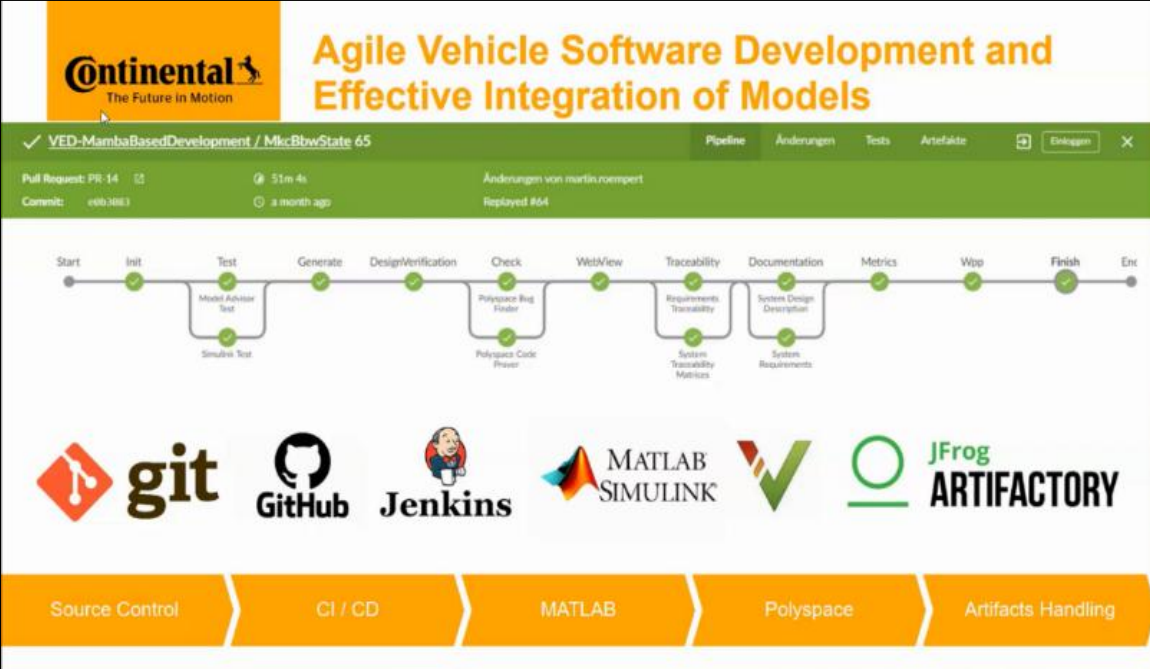 Continental
The Future in Motion
Agile Vehicle Software Development and
Effective Integration of Models
VED-MambaBasedDevelopment / MkcBbwState 65
Pipeline
Änderungen
Tests
Artefakte
Einloggen
Pull Request: PR-14
51m 4s
Änderungen von martin.roempert
Commit:
a month ago
Replayed #64
Start
Init
Test
Generate
DesignVerification
Check
WebView
Traceability
Documentation
Metrics
Wpp
Finish
Enc
Model Advisor
Test
Polyspace Bug
Finder
Requirements
Traceability
System Design
Description
Simulink Test
Polyspace Code
Prover
System
Traceability
Matrices
System
Requirements
git
GitHub
Jenkins
MATLAB
SIMULINK
JFrog
ARTIFACTORY
Source Control
CI / CD
MATLAB
Polyspace
Artifacts Handling